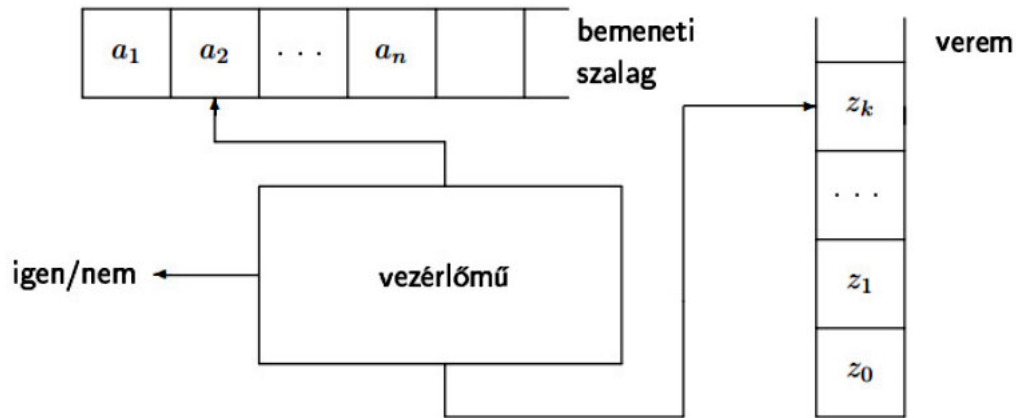 a₁ a₂ · · · aₙ
bemeneti
szalag
verem
zₖ
· · ·
z₁
z₀
igen/nem
vezérlőmű